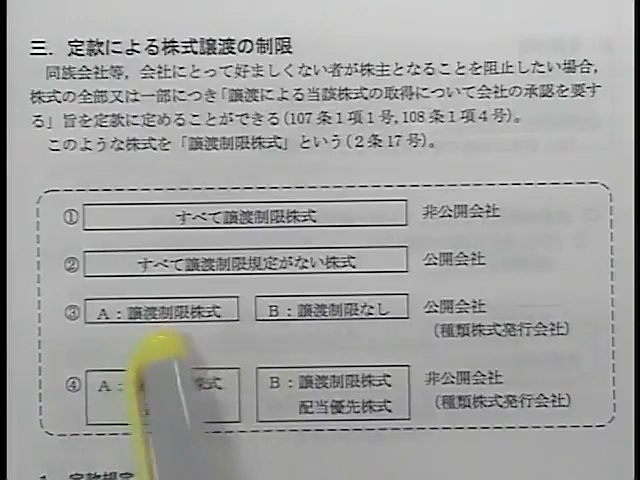 三．定款による株式譲渡の制限
同族会社等，会社にとって好ましくない者が株主となることを阻止したい場合，
株式の全部又は一部につき「譲渡による当該株式の取得について会社の承認を要す
る」旨を定款に定めることができる(107条1項1号,108条1項4号)。
このような株式を「譲渡制限株式」という(2条17号)。
① すべて譲渡制限株式 非公開会社
② すべて譲渡制限規定がない株式 公開会社
③ A：譲渡制限株式 B：譲渡制限なし 公開会社
(種類株式発行会社)
④ A： 株式 B：譲渡制限株式 非公開会社
配当優先株式 (種類株式発行会社)